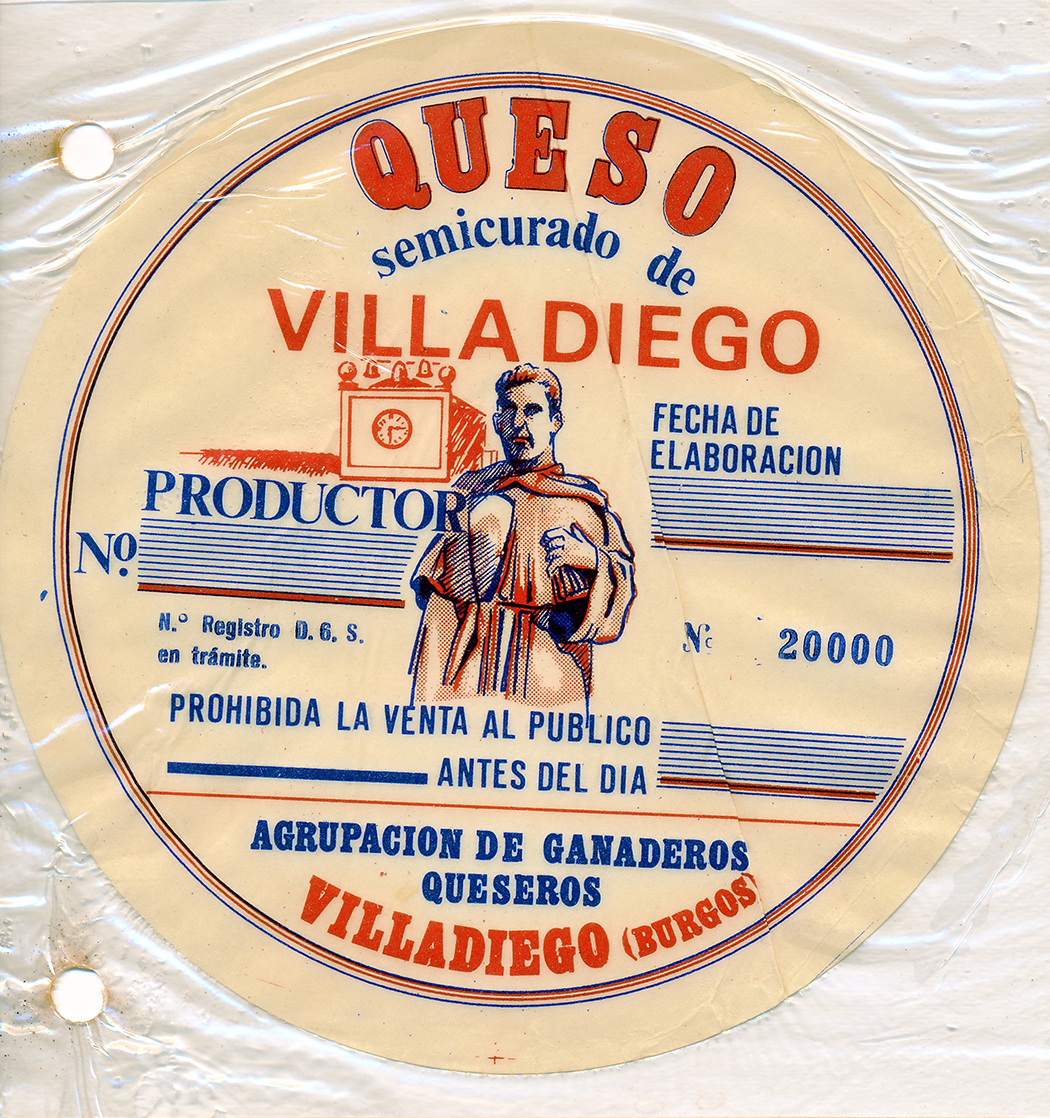 QUESO
semicurado de
VILLADIEGO
FECHA DE
ELABORACION
PRODUCTOR
Nº.
N.º Registro D. G. S.
en trámite.
Nº 20000
PROHIBIDA LA VENTA AL PUBLICO
ANTES DEL DIA
AGRUPACION DE GANADEROS
QUESEROS
VILLADIEGO (BURGOS)